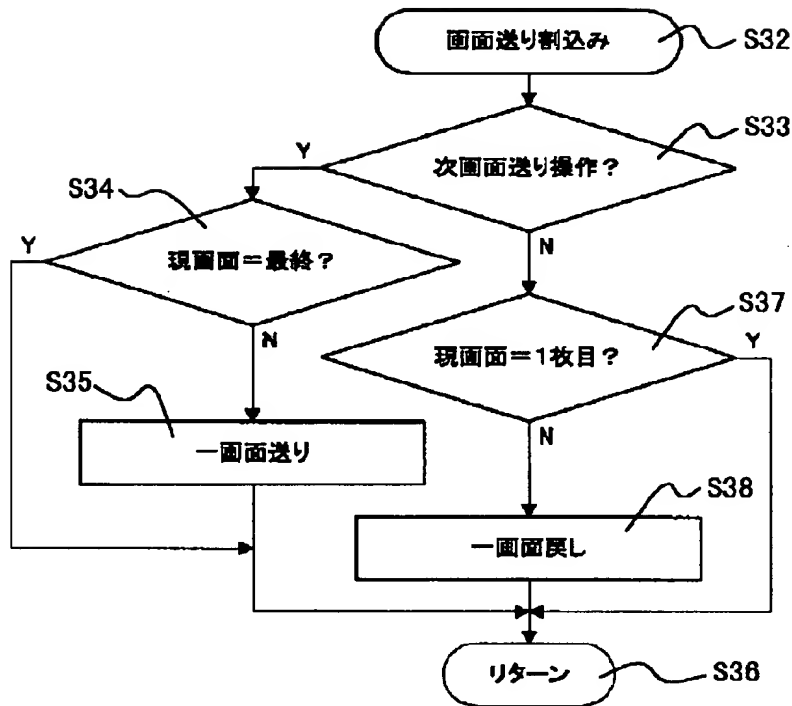 画面送り割込み
S32
S33
Y
次画面送り操作?
S34
N
Y
現画面=最終?
S37
Y
N
現画面=1枚目?
S35
N
一画面送り
S38
一画面戻し
リターン
S36